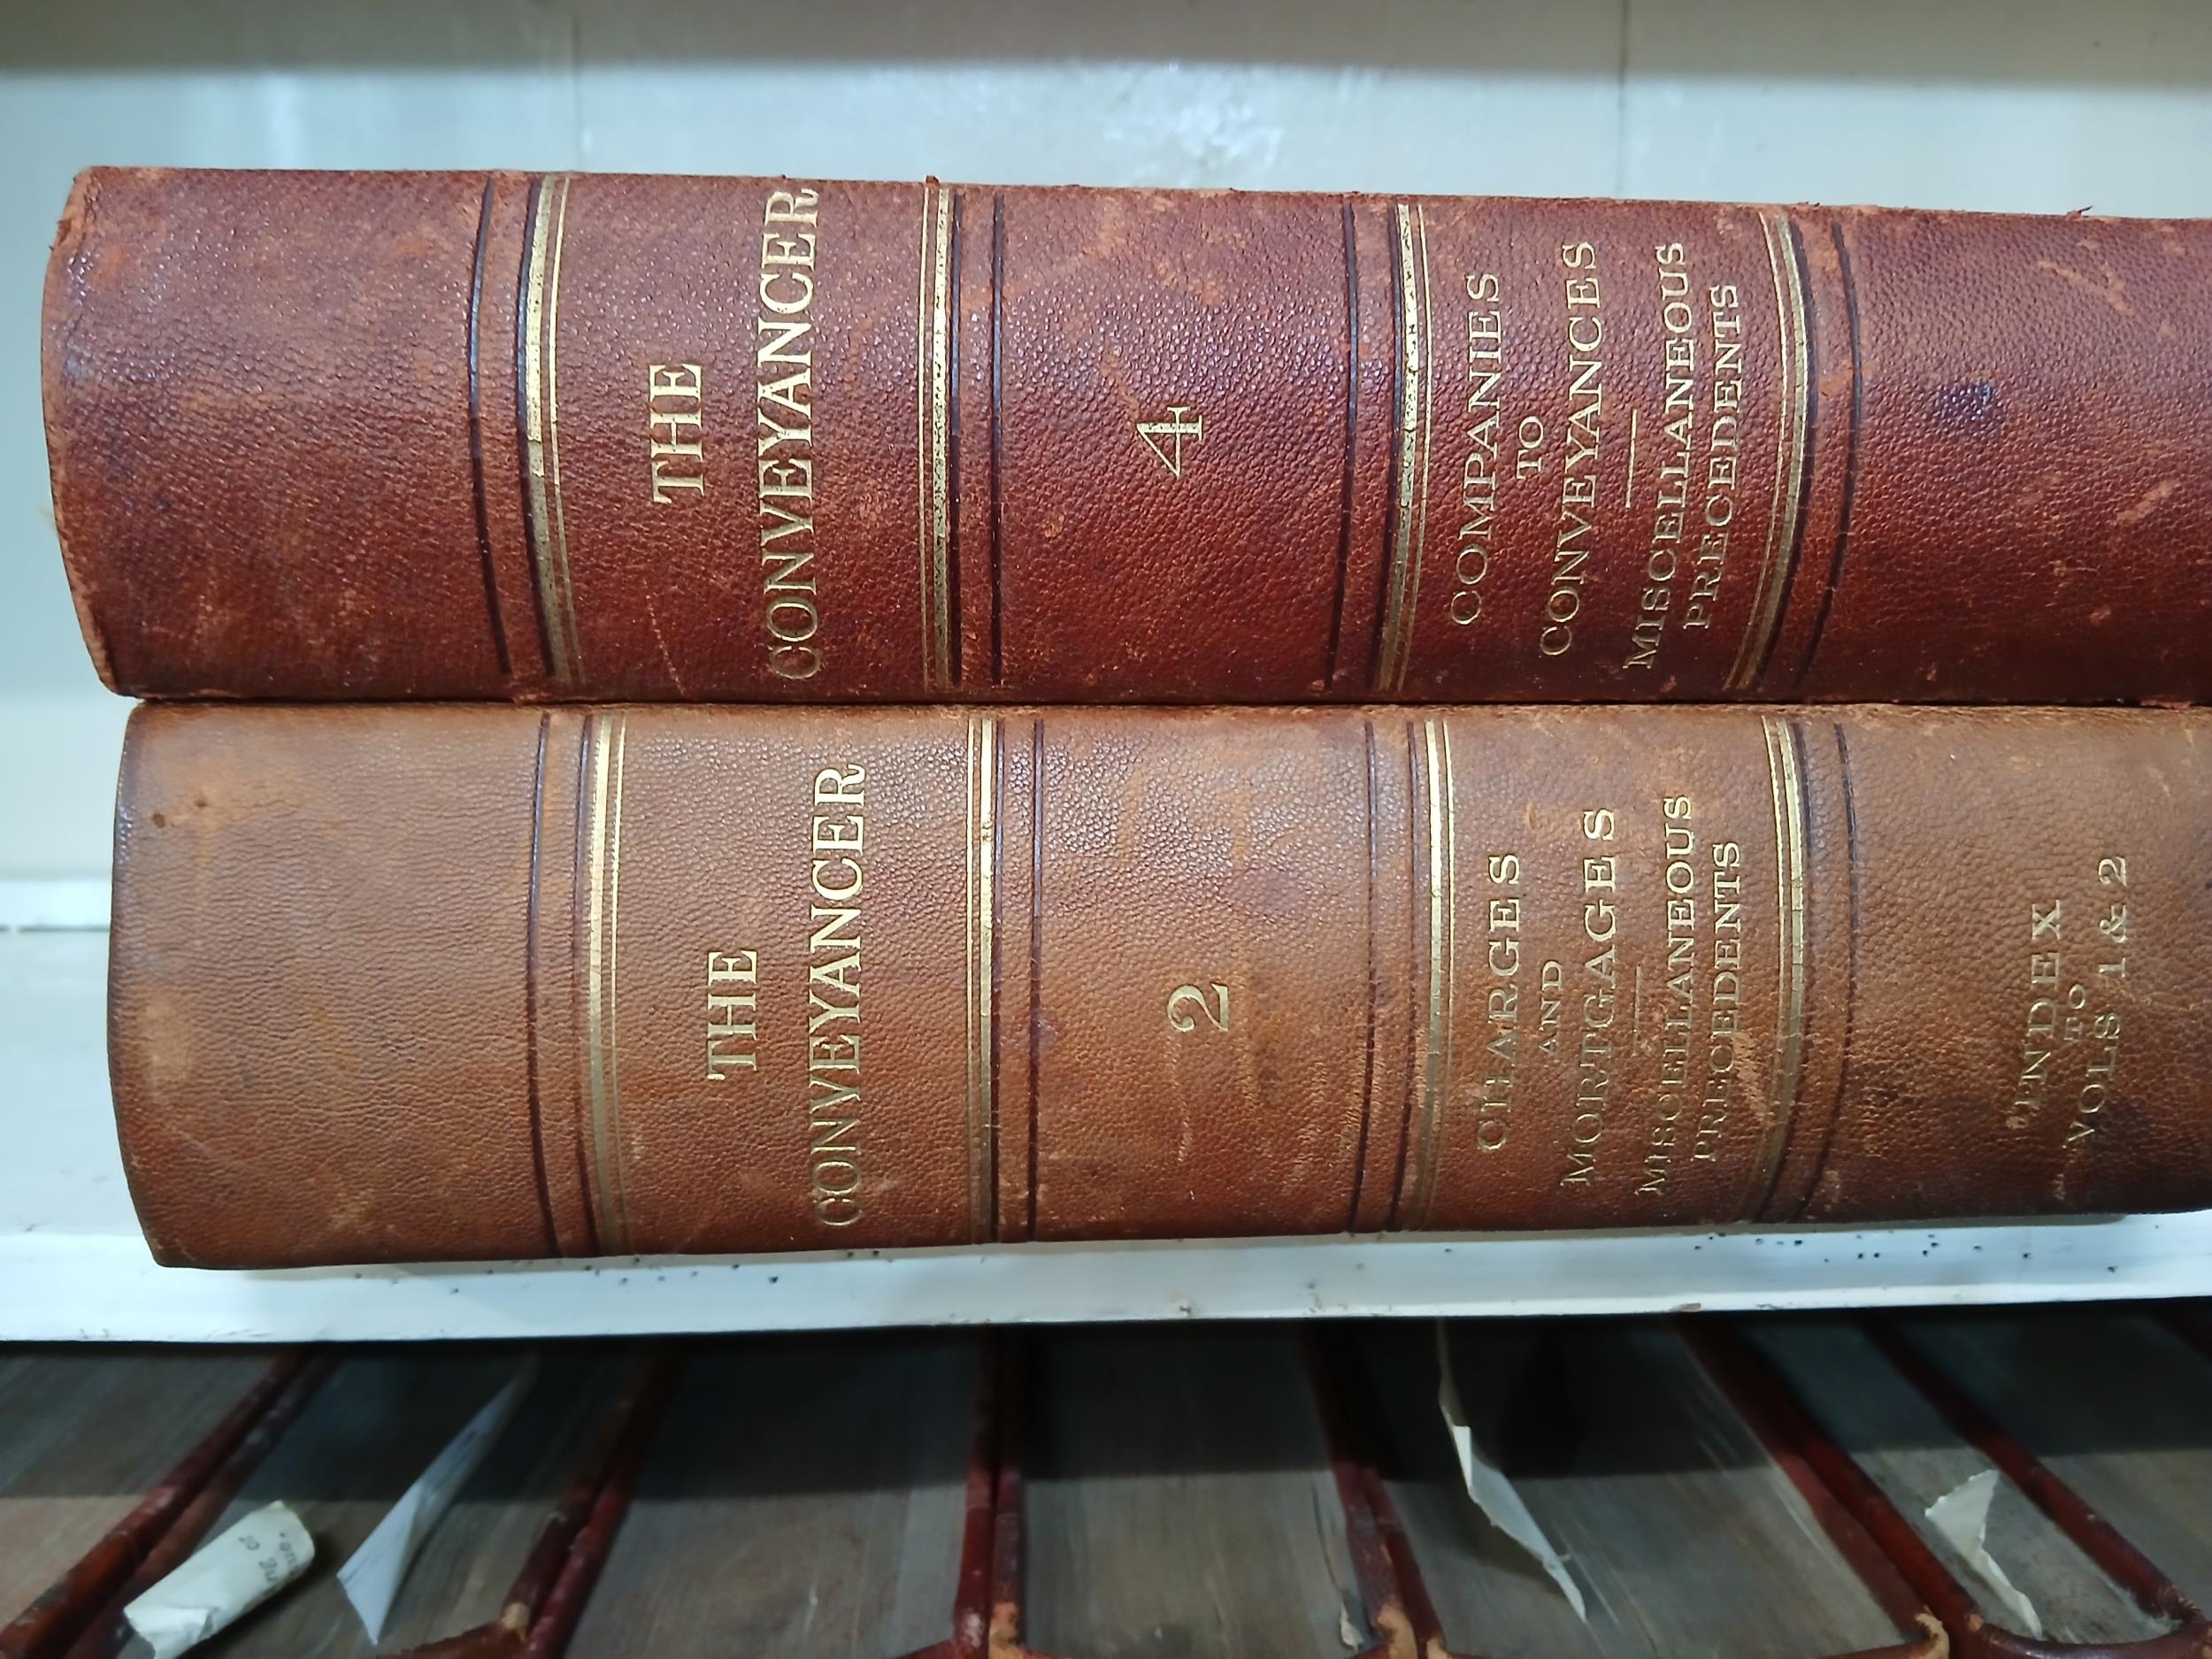 THE
CONVEYANCER
4
COMPANIES
TO
CONVEYANCES
MISCELLANEOUS
PRECEDENTS
THE
CONVEYANCER
2
CHARGES
AND
MORTGAGES
MISCELLANEOUS
PRECEDENTS
INDEX
TO
VOLS 1 & 2